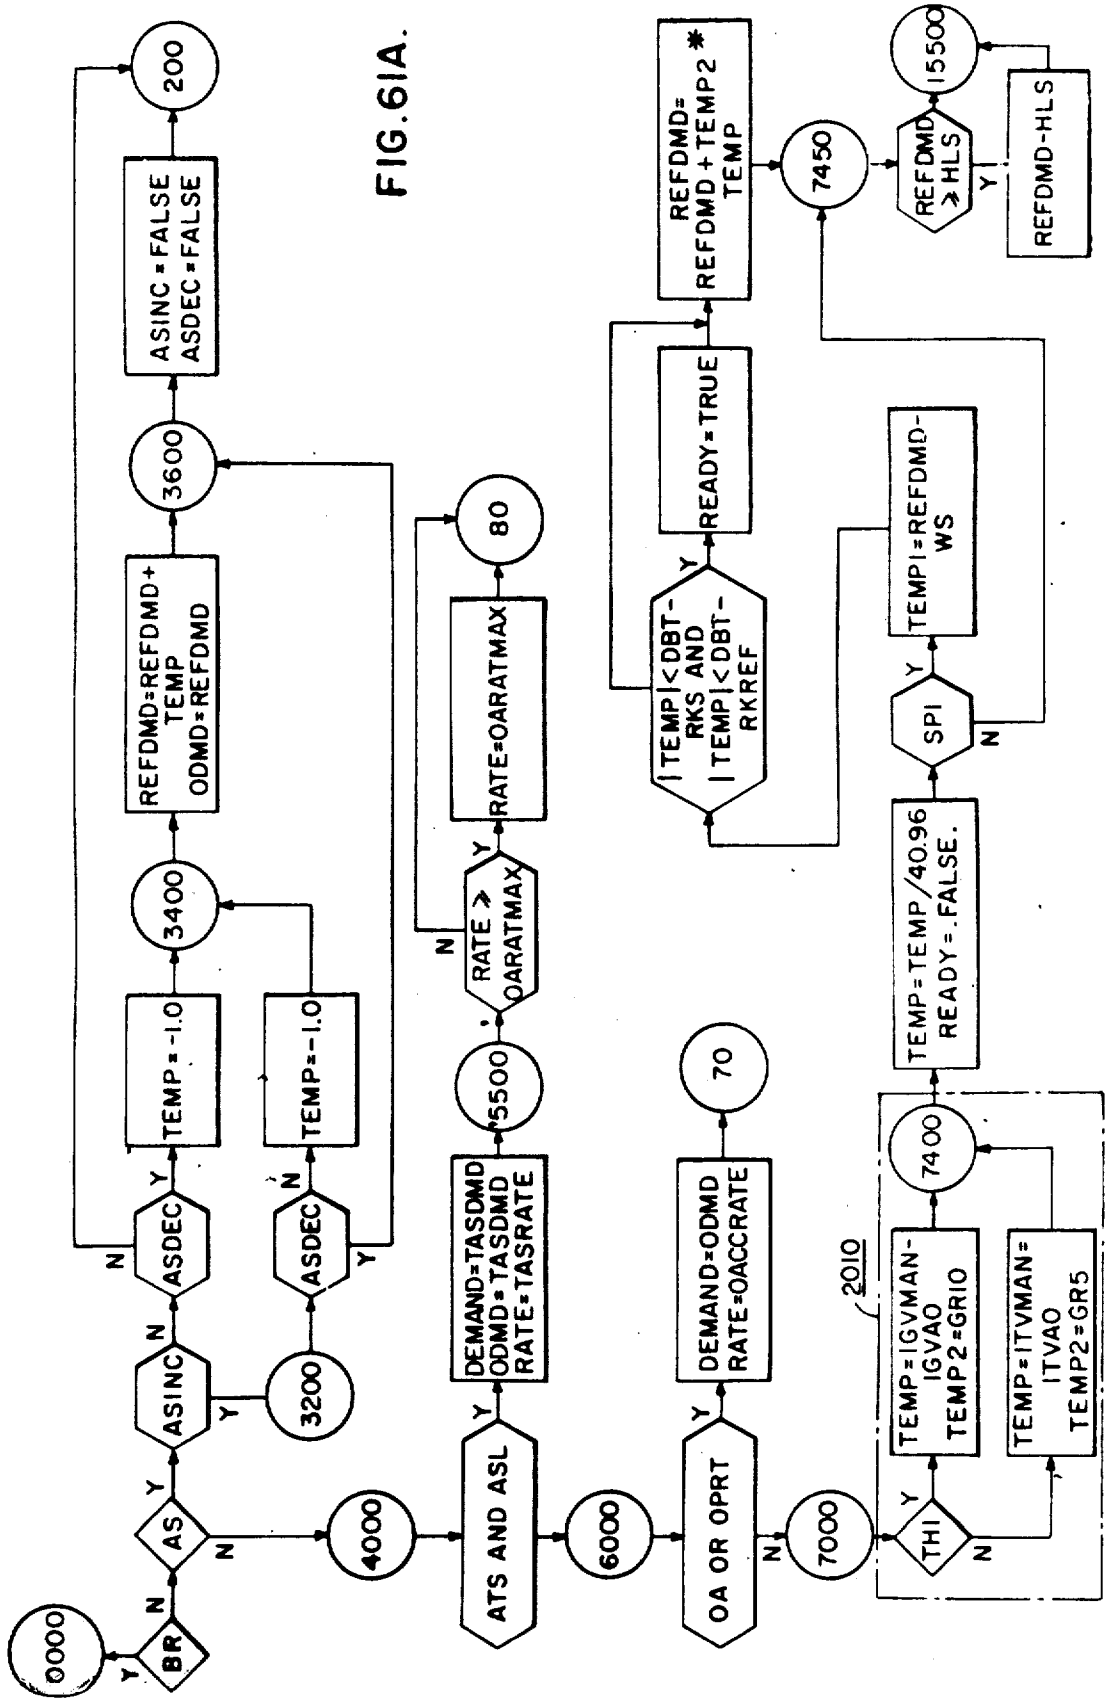 FIG.61A.
0000
Y
BR
N
AS
Y
N
ASINC
N
Y
ASDEC
N
Y
TEMP=-1.0
3400
REFDMD=REFDMD+
TEMP
ODMD=REFDMD
3600
ASINC=FALSE
ASDEC=FALSE
200
3200
ASDEC
N
Y
TEMP=-1.0
4000
ATS AND ASL
Y
DEMAND=TASDMD
ODMD=TASDMD
RATE=TASRATE
5500
RATE ⩾
OARATMAX
N
Y
RATE=OARATMAX
80
6000
OA OR OPRT
Y
N
DEMAND=ODMD
RATE=OACCRATE
70
7000
2010
THI
Y
N
TEMP=IGVMAN-
IGVAO
TEMP2=GR10
TEMP=ITVMAN=
ITVAO
TEMP2=GR5
7400
TEMP=TEMP/40.96
READY=.FALSE.
SPI
Y
N
TEMPI=REFDMD-
WS
|TEMP|<DBT-
RKS AND
|TEMP|<DBT-
RKREF
Y
READY=TRUE
REFDMD=
REFDMD+TEMP2 *
TEMP
7450
REFDMD
⩾HLS
Y
REFDMD-HLS
15500